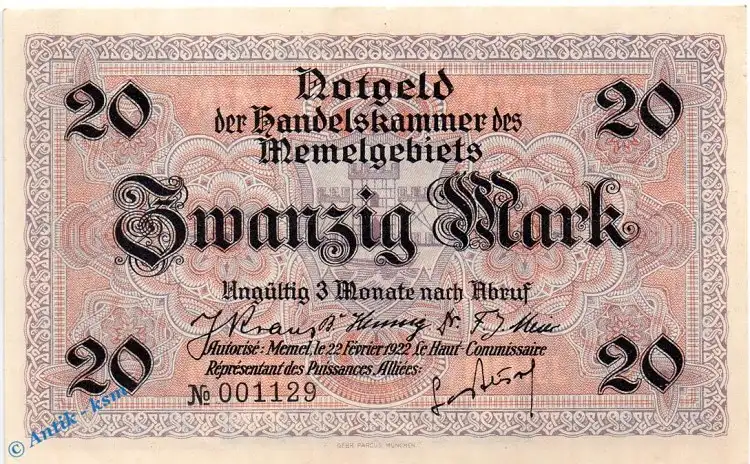 20 20
Notgeld
der Handelskammer des
Memelgebiets
Zwanzig Mark
Ungültig 3 Monate nach Abruf
Autorisé: Memel, le 22 Février 1922 Le Haut-Commissaire
Réprésentant des Puissances Alliées:
20 20
№ 001129
GEBR. PARCUS, MÜNCHEN.
© Antik-ksm